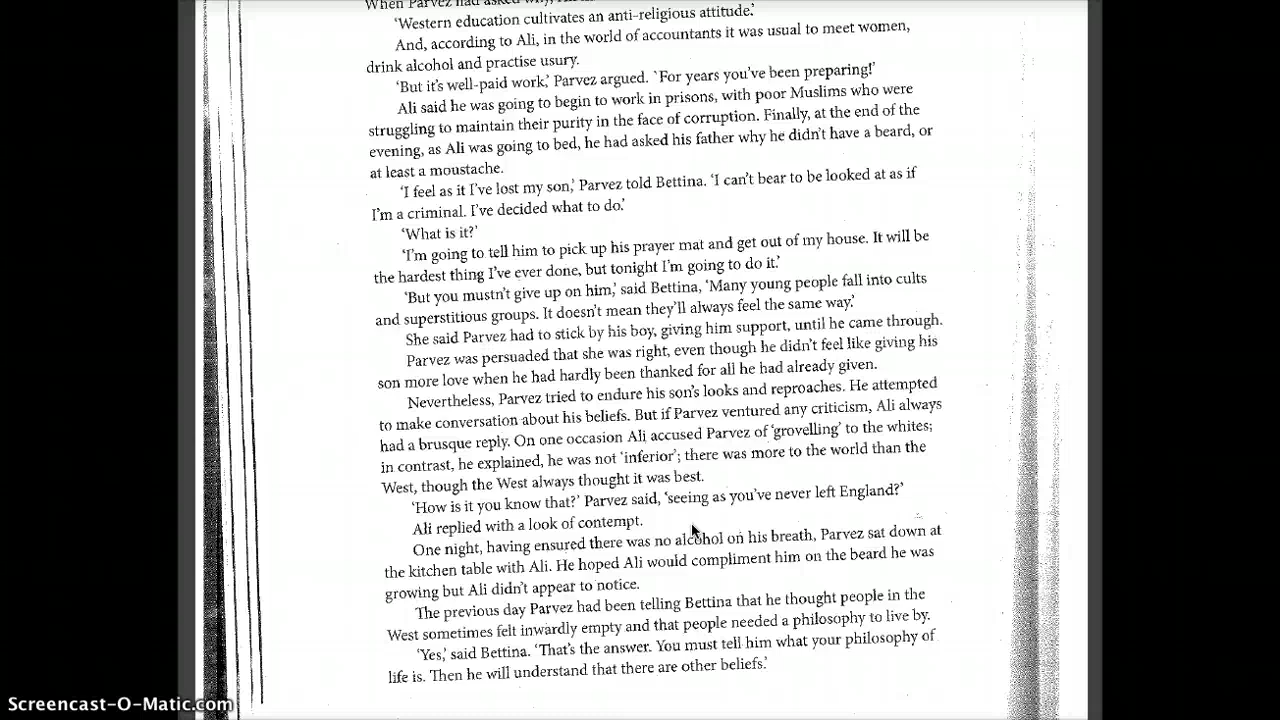 When Parvez had asked why,
'Western education cultivates an anti-religious attitude.'
And, according to Ali, in the world of accountants it was usual to meet women,
drink alcohol and practise usury.
'But it's well-paid work,' Parvez argued. 'For years you've been preparing!'
Ali said he was going to begin to work in prisons, with poor Muslims who were
struggling to maintain their purity in the face of corruption. Finally, at the end of the
evening, as Ali was going to bed, he had asked his father why he didn't have a beard, or
at least a moustache.
'I feel as it I've lost my son,' Parvez told Bettina. 'I can't bear to be looked at as if
I'm a criminal. I've decided what to do.'
'What is it?'
'I'm going to tell him to pick up his prayer mat and get out of my house. It will be
the hardest thing I've ever done, but tonight I'm going to do it.'
'But you mustn't give up on him,' said Bettina, 'Many young people fall into cults
and superstitious groups. It doesn't mean they'll always feel the same way.'
She said Parvez had to stick by his boy, giving him support, until he came through.
Parvez was persuaded that she was right, even though he didn't feel like giving his
son more love when he had hardly been thanked for all he had already given.
Nevertheless, Parvez tried to endure his son's looks and reproaches. He attempted
to make conversation about his beliefs. But if Parvez ventured any criticism, Ali always
had a brusque reply. On one occasion Ali accused Parvez of 'grovelling' to the whites;
in contrast, he explained, he was not 'inferior'; there was more to the world than the
West, though the West always thought it was best.
'How is it you know that?' Parvez said, 'seeing as you've never left England?'
Ali replied with a look of contempt.
One night, having ensured there was no alcohol on his breath, Parvez sat down at
the kitchen table with Ali. He hoped Ali would compliment him on the beard he was
growing but Ali didn't appear to notice.
The previous day Parvez had been telling Bettina that he thought people in the
West sometimes felt inwardly empty and that people needed a philosophy to live by.
'Yes,' said Bettina. 'That's the answer. You must tell him what your philosophy of
life is. Then he will understand that there are other beliefs.'
Screencast-O-Matic.com